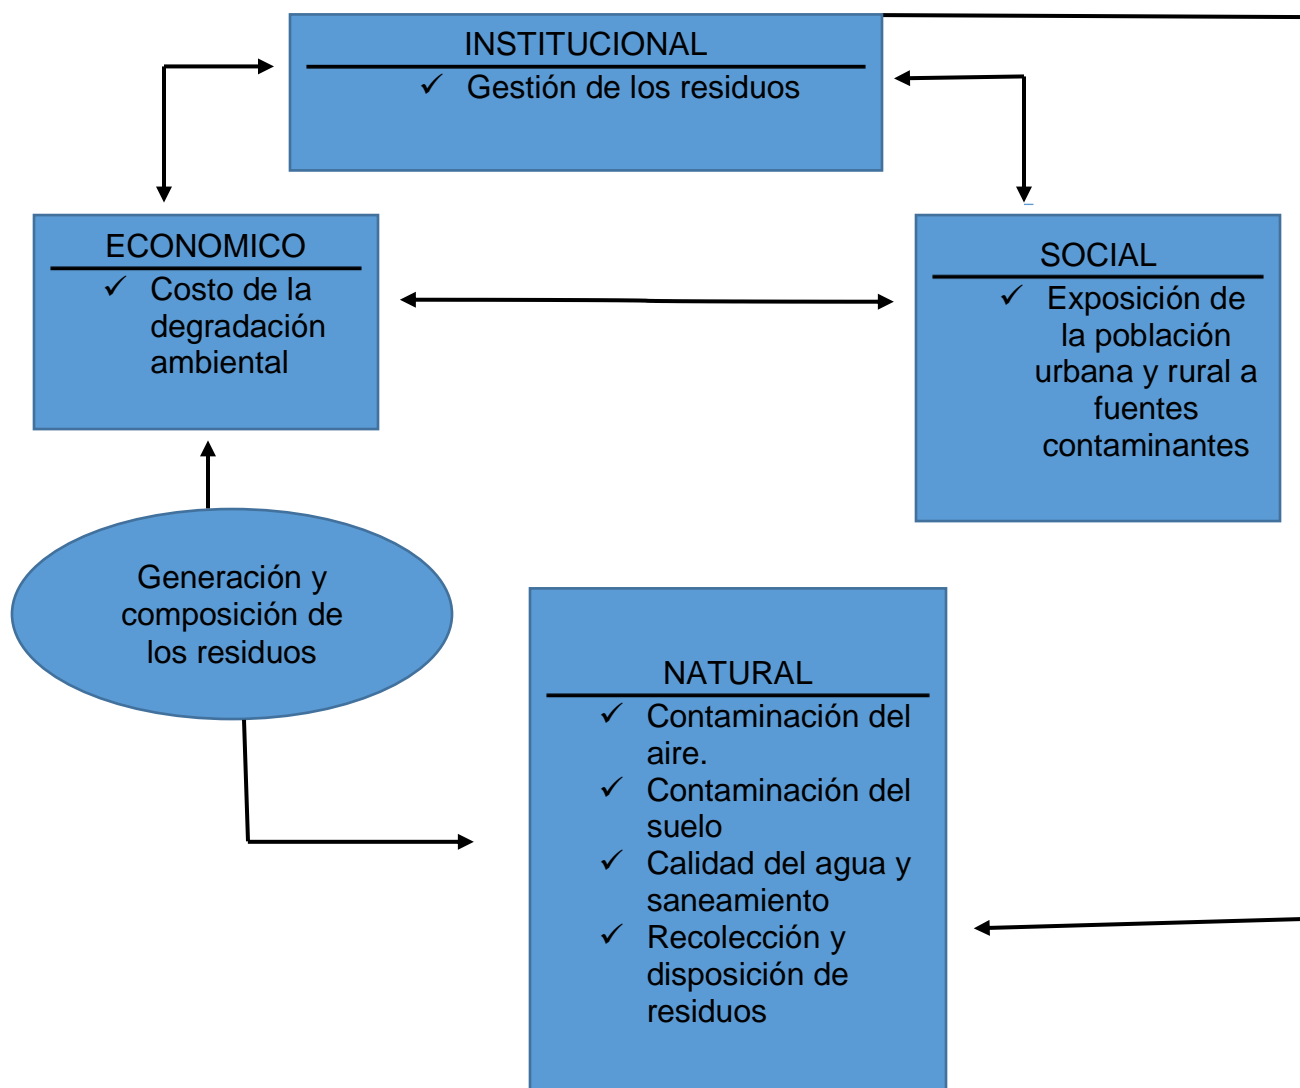 INSTITUCIONAL
✓ Gestión de los residuos
ECONOMICO
✓ Costo de la
degradación
ambiental
SOCIAL
✓ Exposición de
la población
urbana y rural a
fuentes
contaminantes
Generación y
composición de
los residuos
NATURAL
✓ Contaminación del
aire.
✓ Contaminación del
suelo
✓ Calidad del agua y
saneamiento
✓ Recolección y
disposición de
residuos